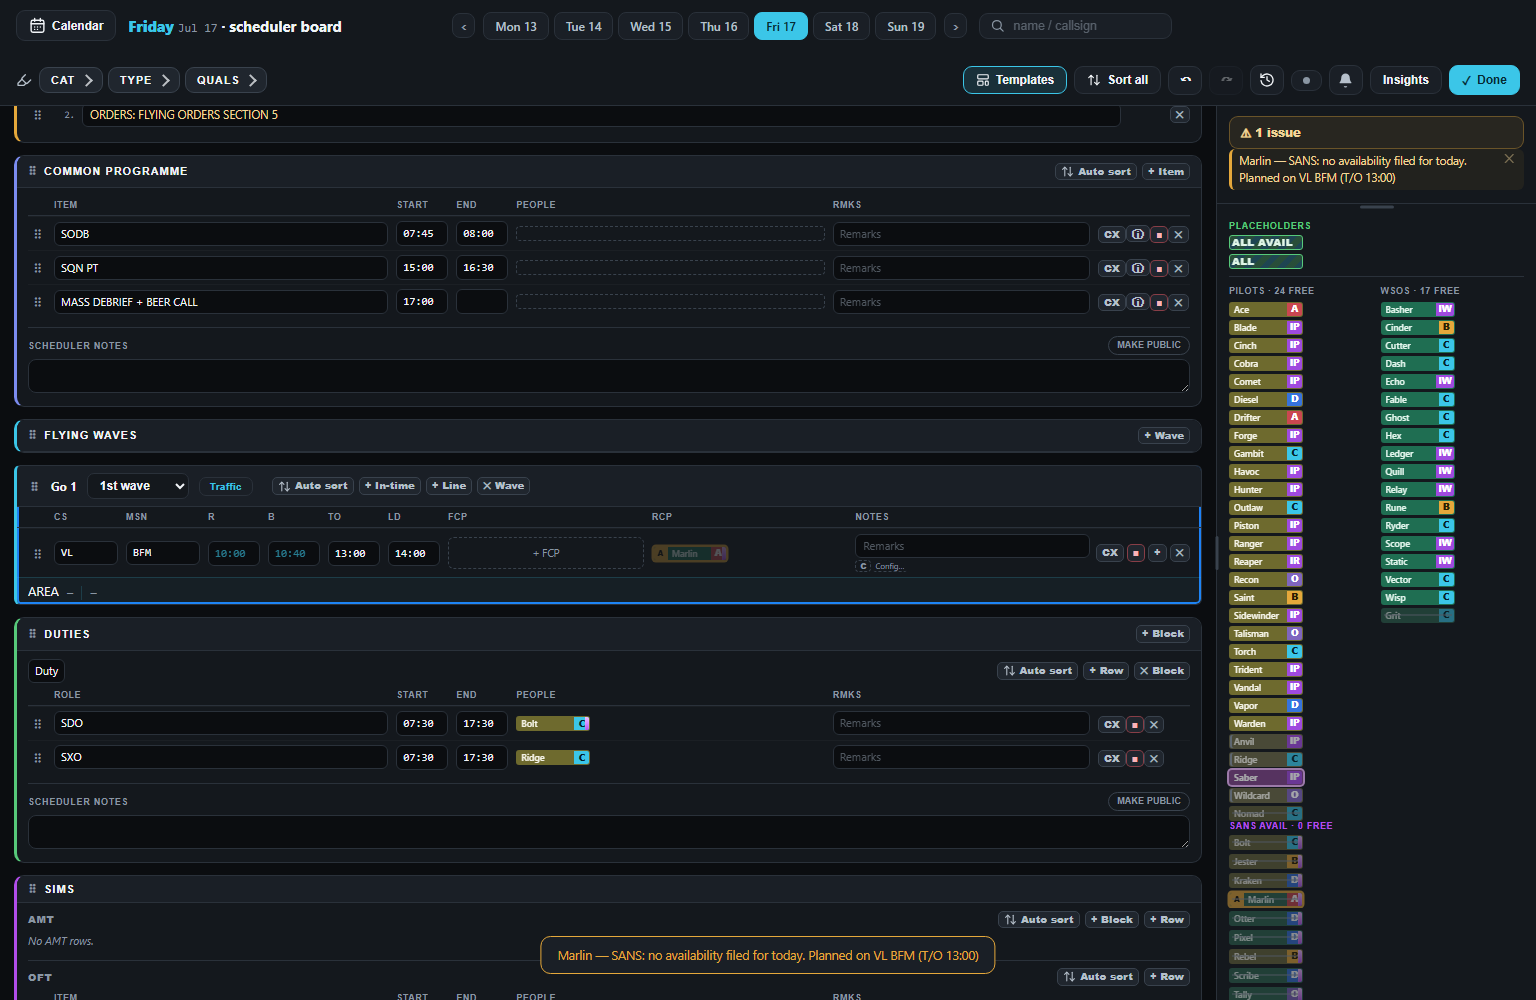 Calendar
Friday Jul 17 · scheduler board
‹ Mon 13 Tue 14 Wed 15 Thu 16 Fri 17 Sat 18 Sun 19 ›
name / callsign
CAT TYPE QUALS
Templates Sort all Insights ✓ Done
2. ORDERS: FLYING ORDERS SECTION 5 ✕
COMMON PROGRAMME Auto sort + Item
ITEM START END PEOPLE RMKS
SODB 07:45 08:00 Remarks CX
SQN PT 15:00 16:30 Remarks CX
MASS DEBRIEF + BEER CALL 17:00 Remarks CX
SCHEDULER NOTES MAKE PUBLIC
FLYING WAVES + Wave
Go 1 1st wave Traffic Auto sort + In-time + Line ✕ Wave
CS MSN R B TO LD FCP RCP NOTES
VL BFM 10:00 10:40 13:00 14:00 + FCP A Marlin A Remarks CX + ✕
C Config...
AREA – | –
DUTIES + Block
Duty Auto sort + Row ✕ Block
ROLE START END PEOPLE RMKS
SDO 07:30 17:30 Bolt C Remarks CX ✕
SXO 07:30 17:30 Ridge C Remarks CX ✕
SCHEDULER NOTES MAKE PUBLIC
SIMS
AMT Auto sort + Block + Row
No AMT rows.
Marlin — SANS: no availability filed for today. Planned on VL BFM (T/O 13:00)
OFT Auto sort + Row
ITEM START END PEOPLE RMKS
⚠ 1 issue
Marlin — SANS: no availability filed for today.
Planned on VL BFM (T/O 13:00)
PLACEHOLDERS
ALL AVAIL
ALL
PILOTS · 24 FREE
Ace A
Blade IP
Cinch IP
Cobra IP
Comet IP
Diesel D
Drifter A
Forge IP
Gambit C
Havoc IP
Hunter IP
Outlaw C
Piston IP
Ranger IP
Reaper IR
Recon O
Saint B
Sidewinder IP
Talisman O
Torch C
Trident IP
Vandal IP
Vapor D
Warden IP
Anvil IP
Ridge C
Saber IP
Wildcard O
Nomad C
WSOS · 17 FREE
Basher IW
Cinder B
Cutter C
Dash C
Echo IW
Fable C
Ghost C
Hex C
Ledger IW
Quill IW
Relay IW
Rune B
Ryder C
Scope IW
Static IW
Vector C
Wisp C
Grit C
SANS AVAIL · 0 FREE
Bolt C
Jester B
Kraken D
A Marlin A
Otter D
Pixel D
Rebel B
Scribe D
Tally O